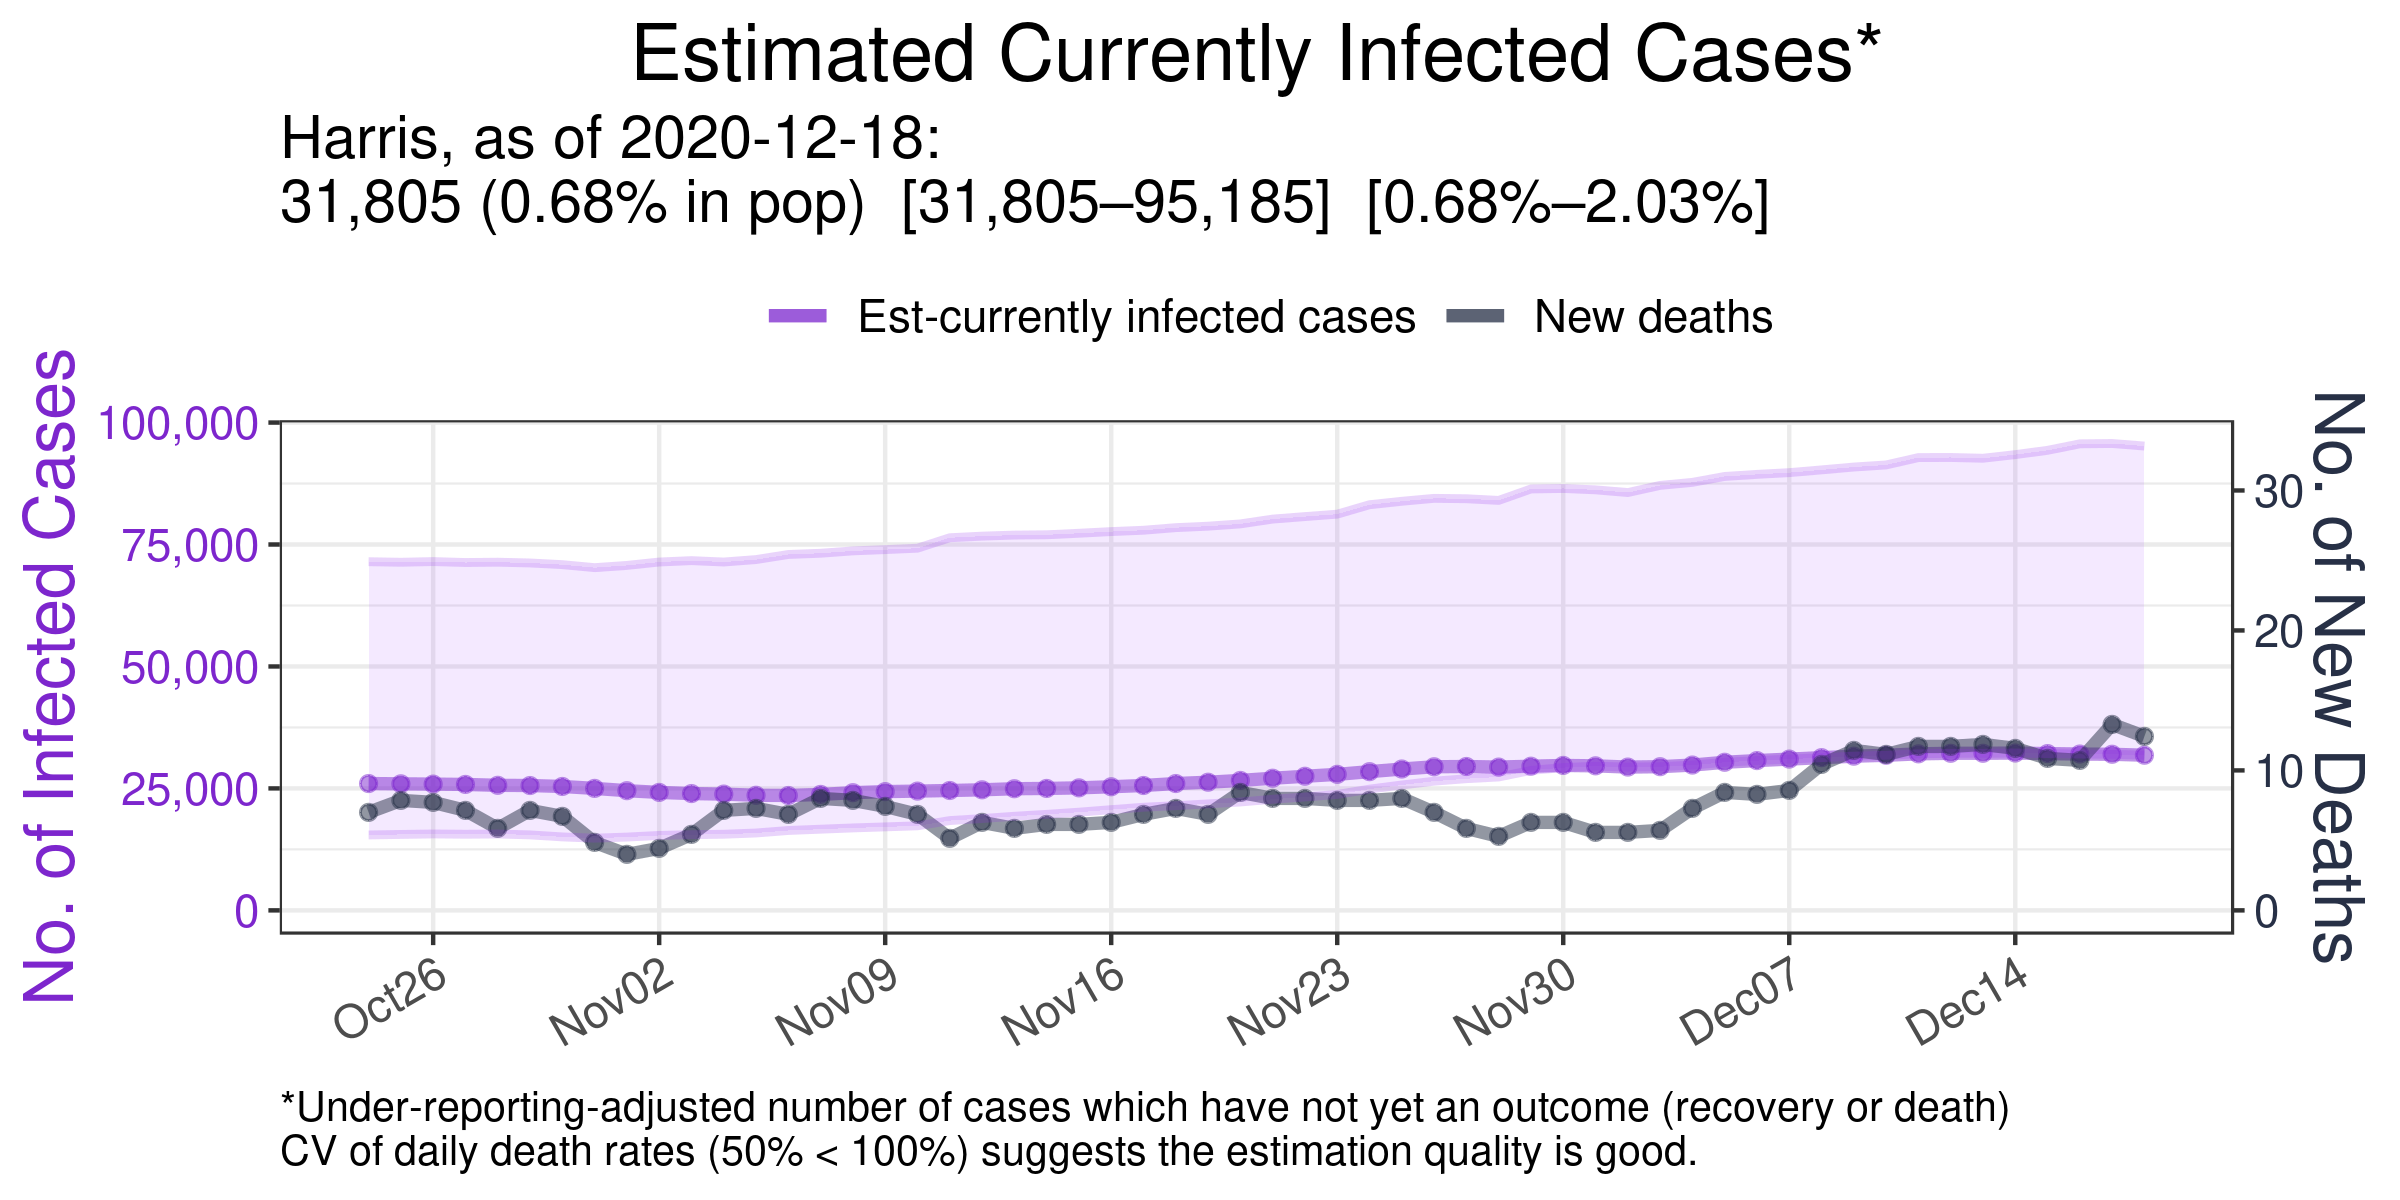 Estimated Currently Infected Cases*
Harris, as of 2020-12-18:
31,805 (0.68% in pop) [31,805–95,185] [0.68%–2.03%]
Est-currently infected cases New deaths
No. of Infected Cases
100,000
75,000
50,000
25,000
0
30
20
10
0
No. of New Deaths
Oct26 Nov02 Nov09 Nov16 Nov23 Nov30 Dec07 Dec14
*Under-reporting-adjusted number of cases which have not yet an outcome (recovery or death)
CV of daily death rates (50% < 100%) suggests the estimation quality is good.